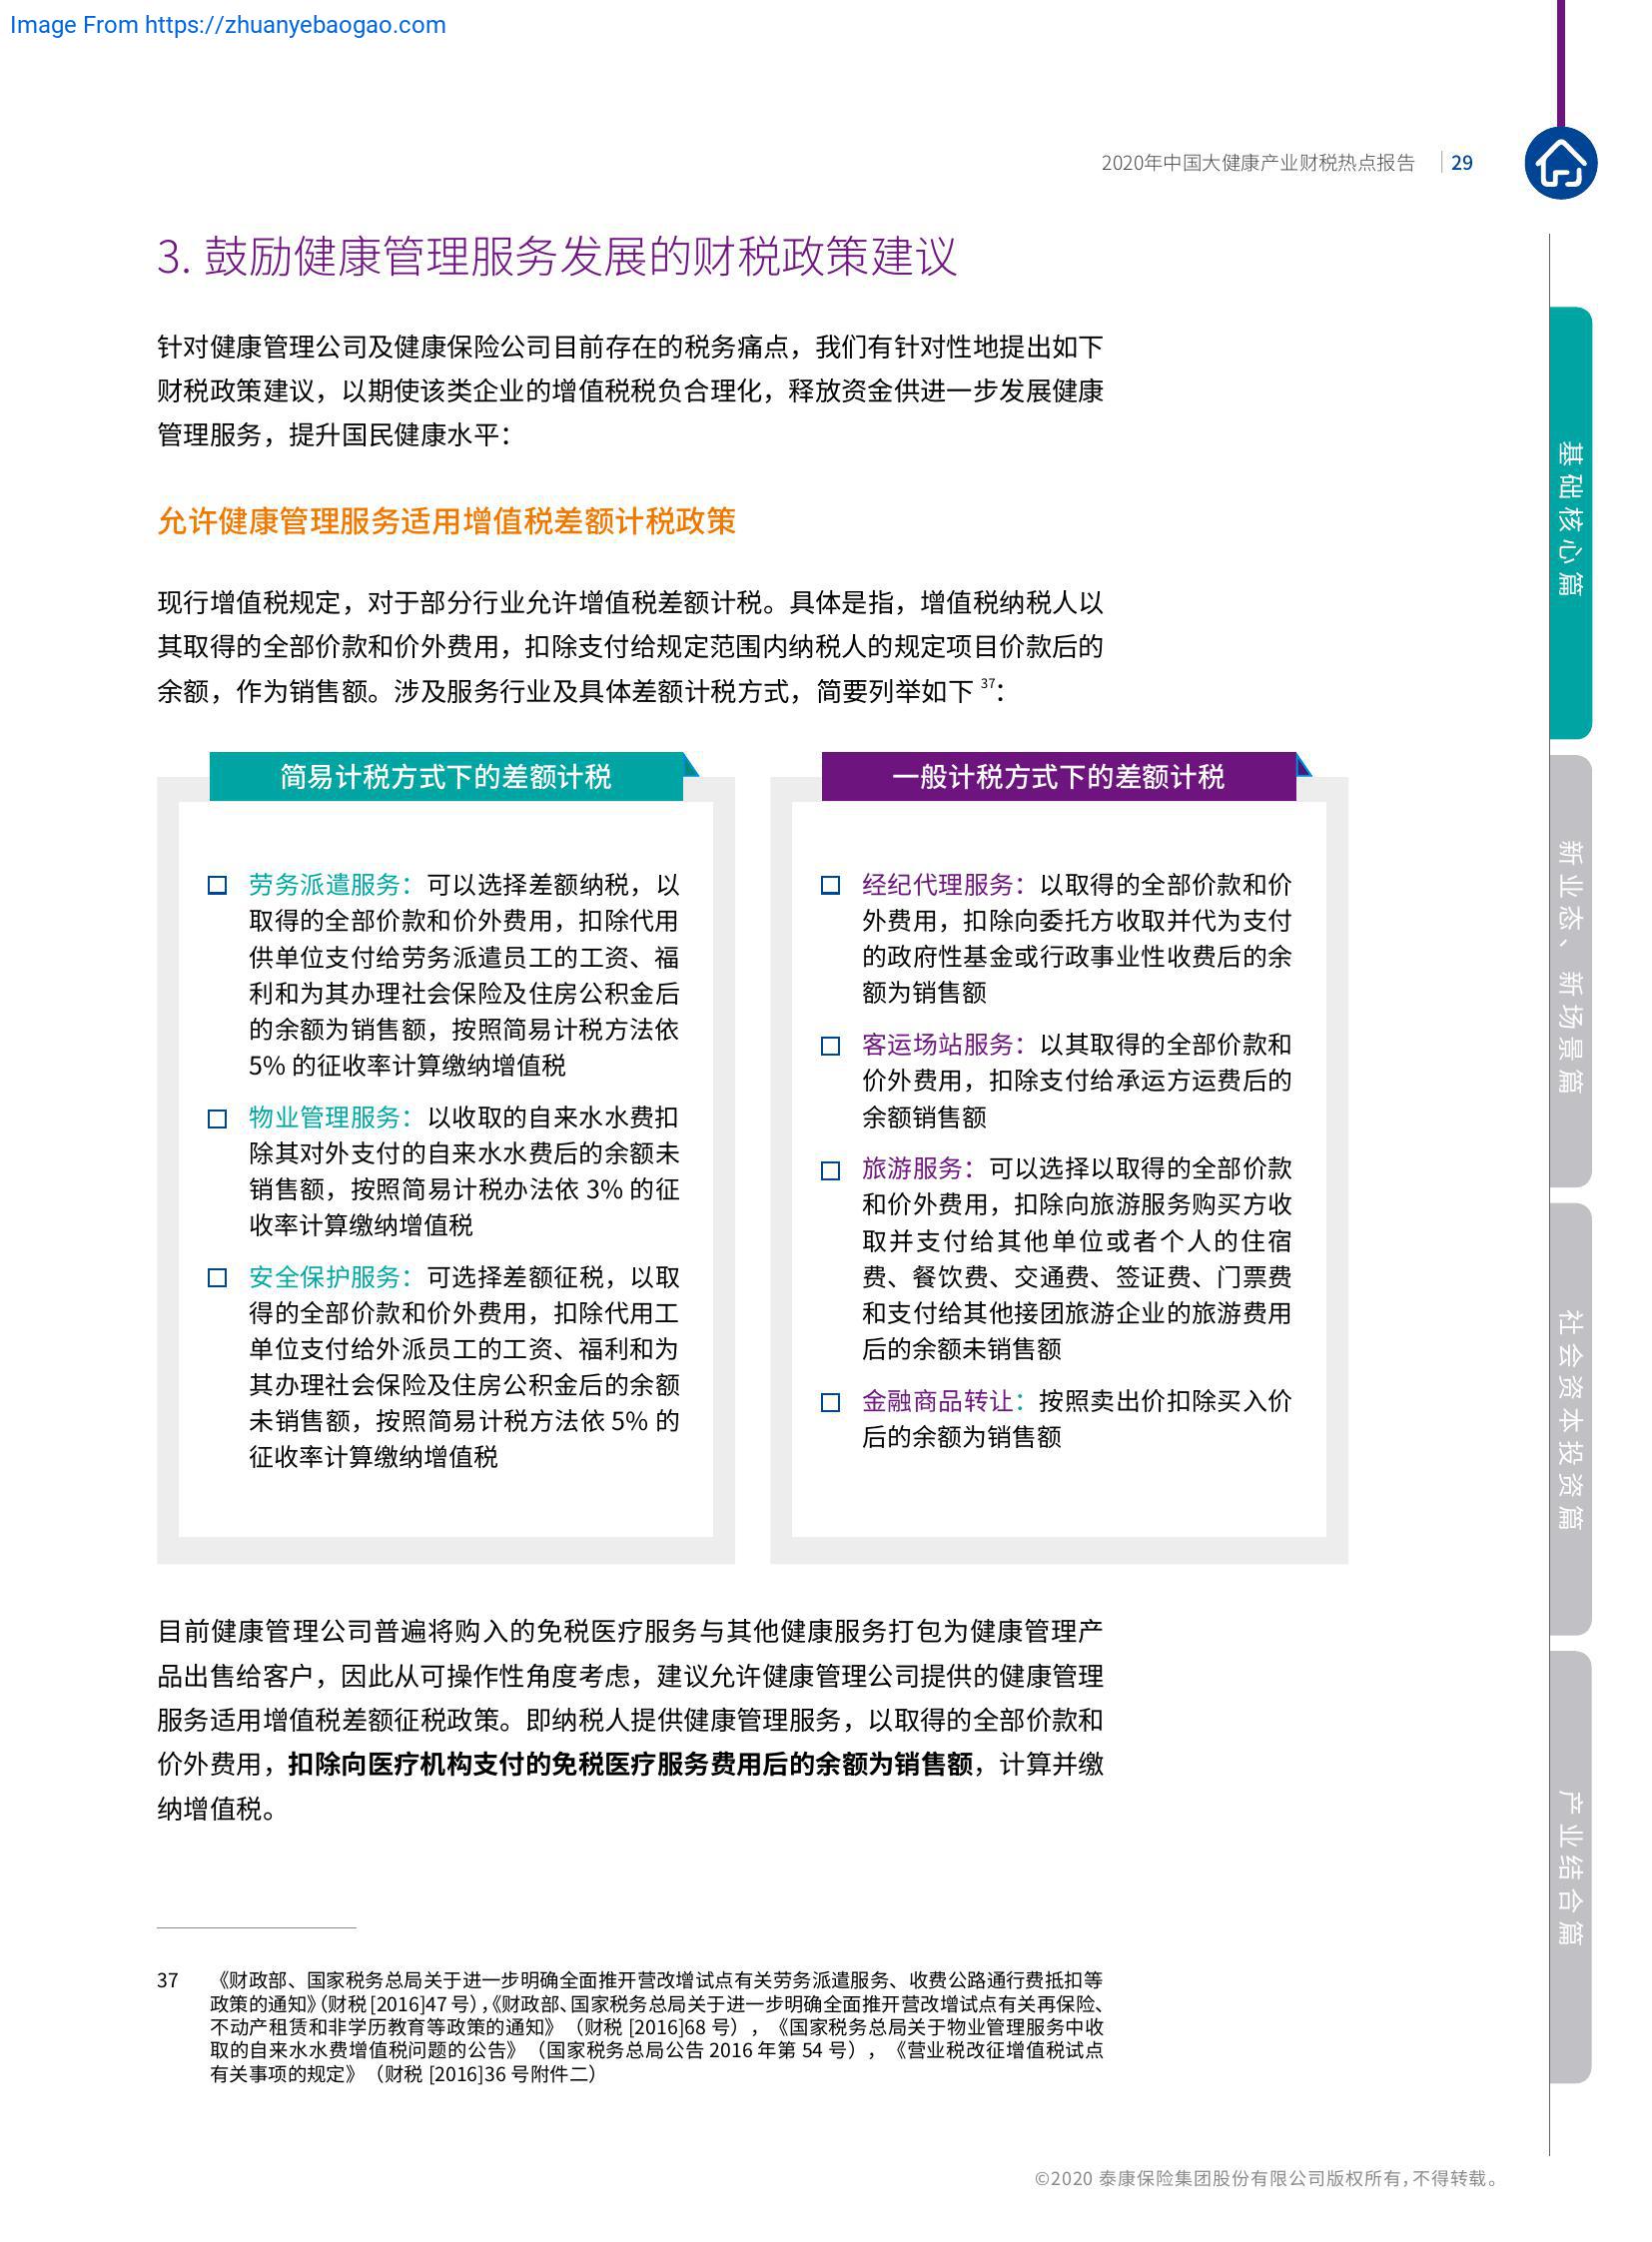 Image From https://zhuanyebaogao.com
2020年中国大健康产业财税热点报告 29
3. 鼓励健康管理服务发展的财税政策建议
针对健康管理公司及健康保险公司目前存在的税务痛点，我们有针对性地提出如下
财税政策建议，以期使该类企业的增值税税负合理化，释放资金供进一步发展健康
管理服务，提升国民健康水平：
允许健康管理服务适用增值税差额计税政策
现行增值税规定，对于部分行业允许增值税差额计税。具体是指，增值税纳税人以
其取得的全部价款和价外费用，扣除支付给规定范围内纳税人的规定项目价款后的
余额，作为销售额。涉及服务行业及具体差额计税方式，简要列举如下 37：
简易计税方式下的差额计税
劳务派遣服务：可以选择差额纳税，以
取得的全部价款和价外费用，扣除代用
供单位支付给劳务派遣员工的工资、福
利和为其办理社会保险及住房公积金后
的余额为销售额，按照简易计税方法依
5% 的征收率计算缴纳增值税
物业管理服务：以收取的自来水水费扣
除其对外支付的自来水水费后的余额未
销售额，按照简易计税办法依 3% 的征
收率计算缴纳增值税
安全保护服务：可选择差额征税，以取
得的全部价款和价外费用，扣除代用工
单位支付给外派员工的工资、福利和为
其办理社会保险及住房公积金后的余额
未销售额，按照简易计税方法依 5% 的
征收率计算缴纳增值税
一般计税方式下的差额计税
经纪代理服务：以取得的全部价款和价
外费用，扣除向委托方收取并代为支付
的政府性基金或行政事业性收费后的余
额为销售额
客运场站服务：以其取得的全部价款和
价外费用，扣除支付给承运方运费后的
余额销售额
旅游服务：可以选择以取得的全部价款
和价外费用，扣除向旅游服务购买方收
取并支付给其他单位或者个人的住宿
费、餐饮费、交通费、签证费、门票费
和支付给其他接团旅游企业的旅游费用
后的余额未销售额
金融商品转让：按照卖出价扣除买入价
后的余额为销售额
目前健康管理公司普遍将购入的免税医疗服务与其他健康服务打包为健康管理产
品出售给客户，因此从可操作性角度考虑，建议允许健康管理公司提供的健康管理
服务适用增值税差额征税政策。即纳税人提供健康管理服务，以取得的全部价款和
价外费用，扣除向医疗机构支付的免税医疗服务费用后的余额为销售额，计算并缴
纳增值税。
37 《财政部、国家税务总局关于进一步明确全面推开营改增试点有关劳务派遣服务、收费公路通行费抵扣等
政策的通知》（财税[2016]47 号），《财政部、国家税务总局关于进一步明确全面推开营改增试点有关再保险、
不动产租赁和非学历教育等政策的通知》（财税 [2016]68 号），《国家税务总局关于物业管理服务中收
取的自来水水费增值税问题的公告》（国家税务总局公告 2016 年第 54 号），《营业税改征增值税试点
有关事项的规定》（财税 [2016]36 号附件二）
基础核心篇
新业态、新场景篇
社会资本投资篇
产业结合篇
©2020 泰康保险集团股份有限公司版权所有，不得转载。